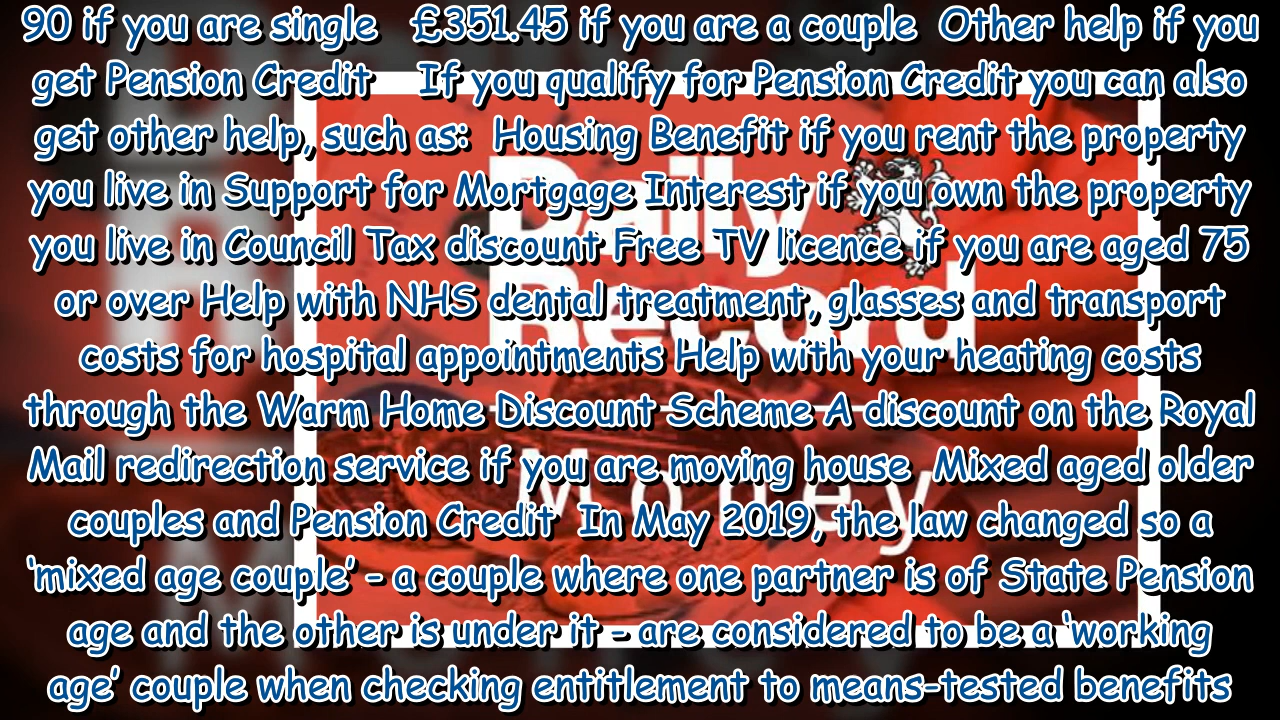 90 if you are single   £351.45 if you are a couple  Other help if you
get Pension Credit    If you qualify for Pension Credit you can also
get other help, such as:  Housing Benefit if you rent the property
you live in Support for Mortgage Interest if you own the property
you live in Council Tax discount Free TV licence if you are aged 75
or over Help with NHS dental treatment, glasses and transport
costs for hospital appointments Help with your heating costs
through the Warm Home Discount Scheme A discount on the Royal
Mail redirection service if you are moving house  Mixed aged older
couples and Pension Credit  In May 2019, the law changed so a
‘mixed age couple’ - a couple where one partner is of State Pension
age and the other is under it - are considered to be a ‘working
age’ couple when checking entitlement to means-tested benefits
Daily
Record
Money